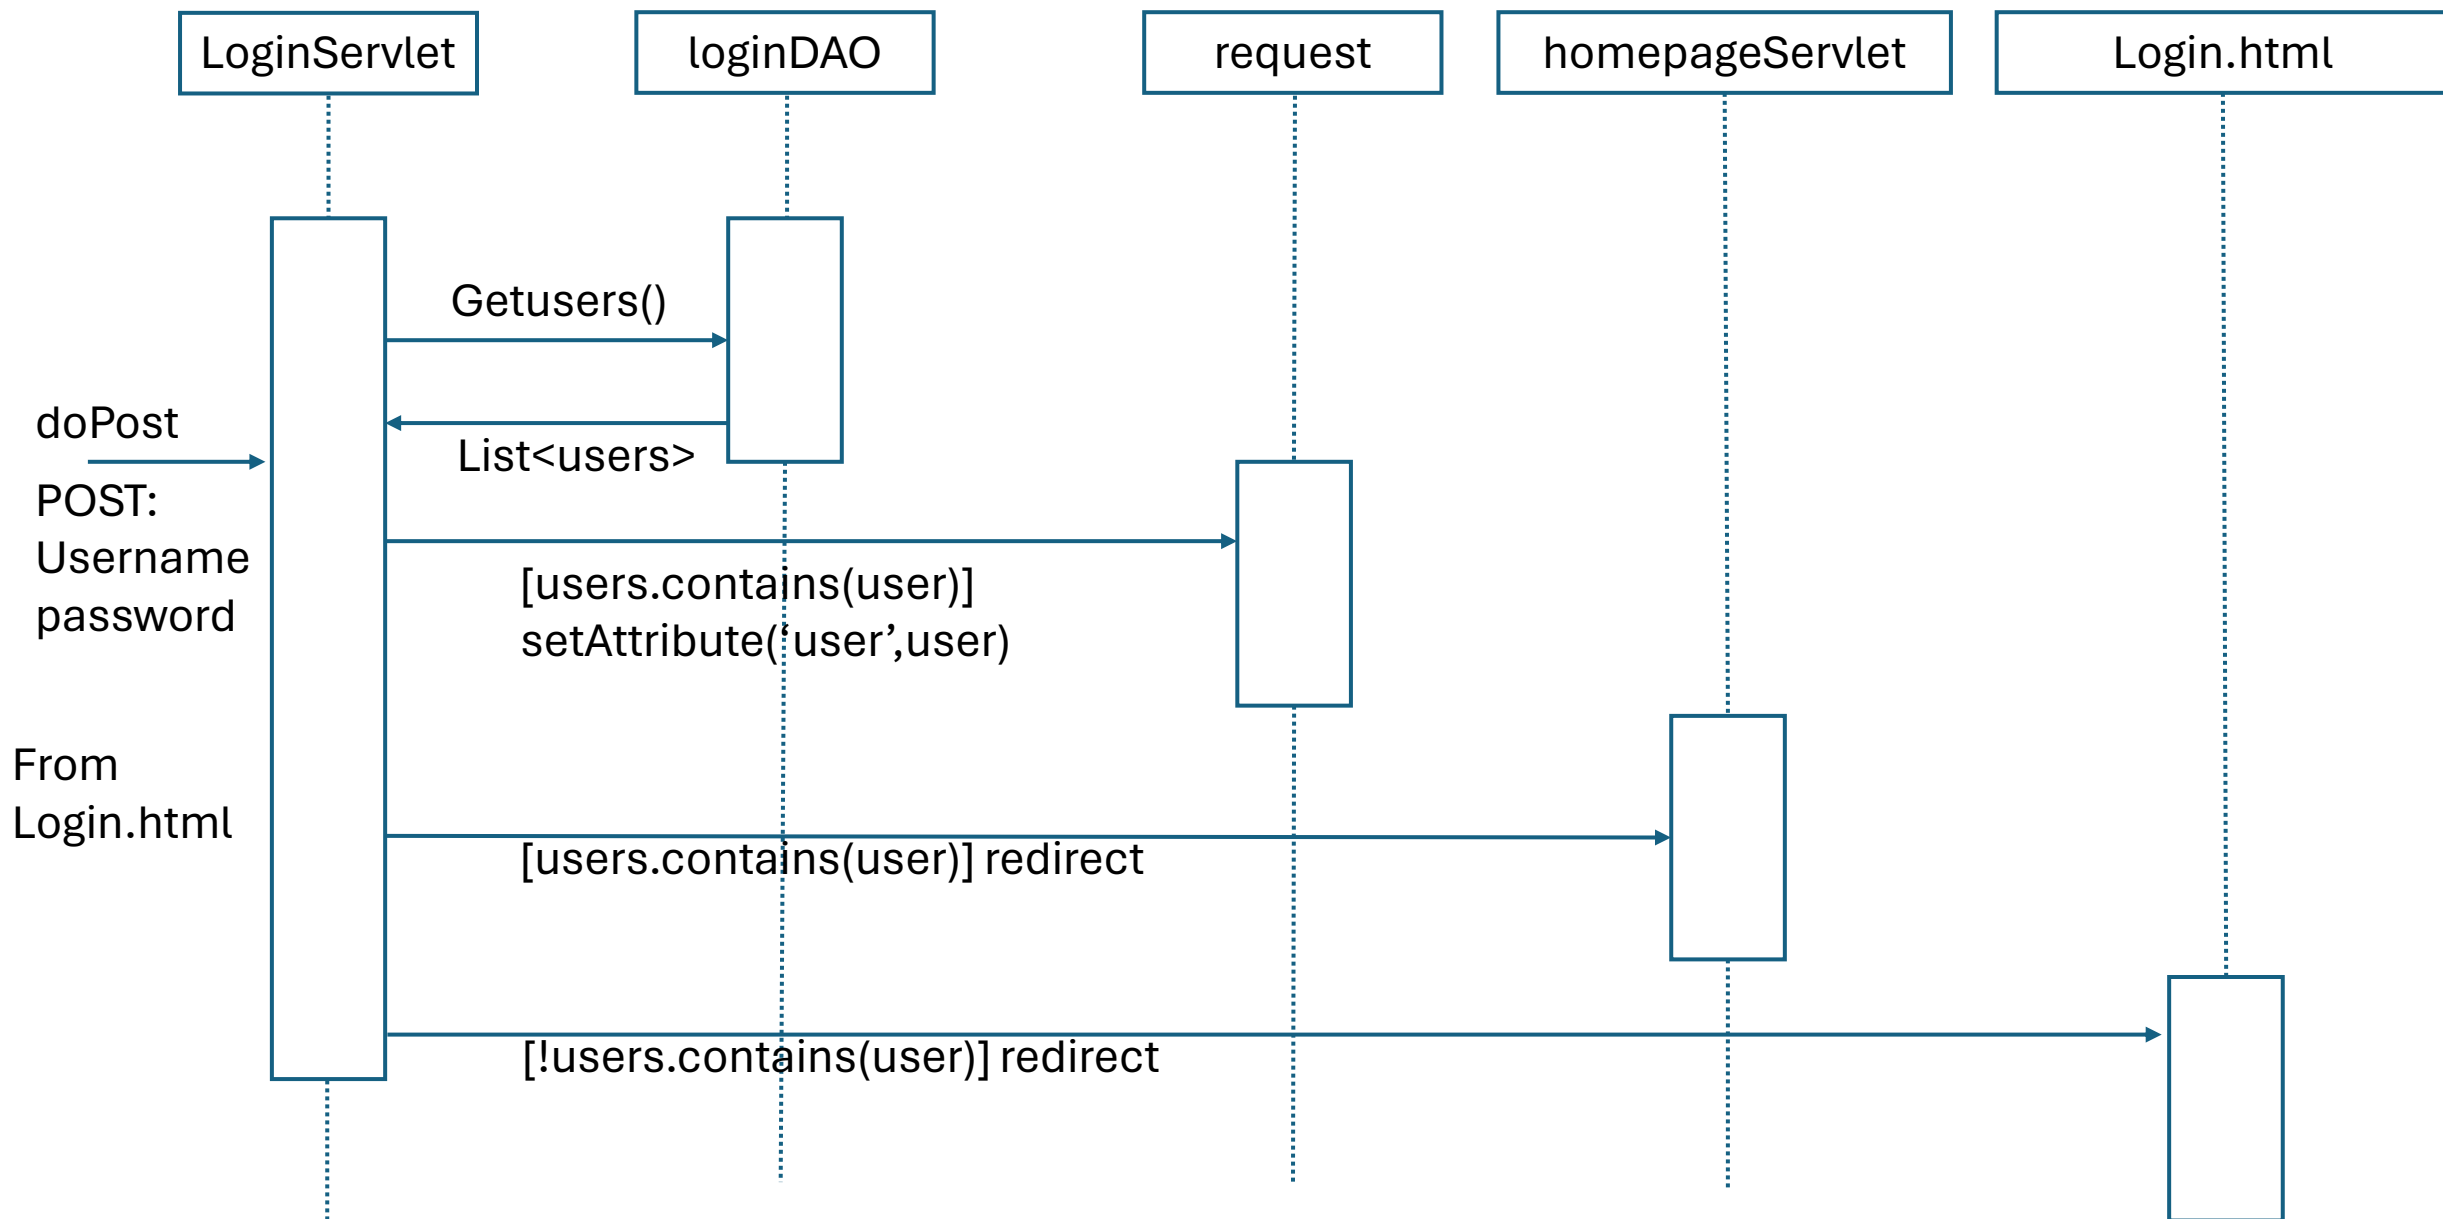 LoginServlet
loginDAO
request
homepageServlet
Login.html
Getusers()
List<users>
doPost
POST:
Username
password
From
Login.html
[users.contains(user)]
setAttribute(‘user’,user)
[users.contains(user)] redirect
[!users.contains(user)] redirect